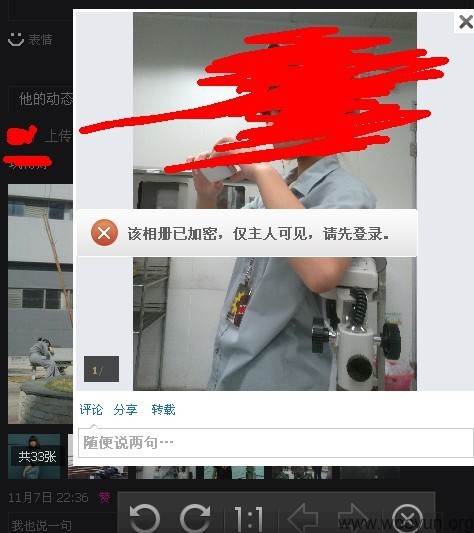 表情
他的动态
上传
该相册已加密，仅主人可见，请先登录。
1/
评论 分享 转载
随便说两句…
共33张
11月7日 22:36 赞
1:1
www.wooyun.org
我也说一句